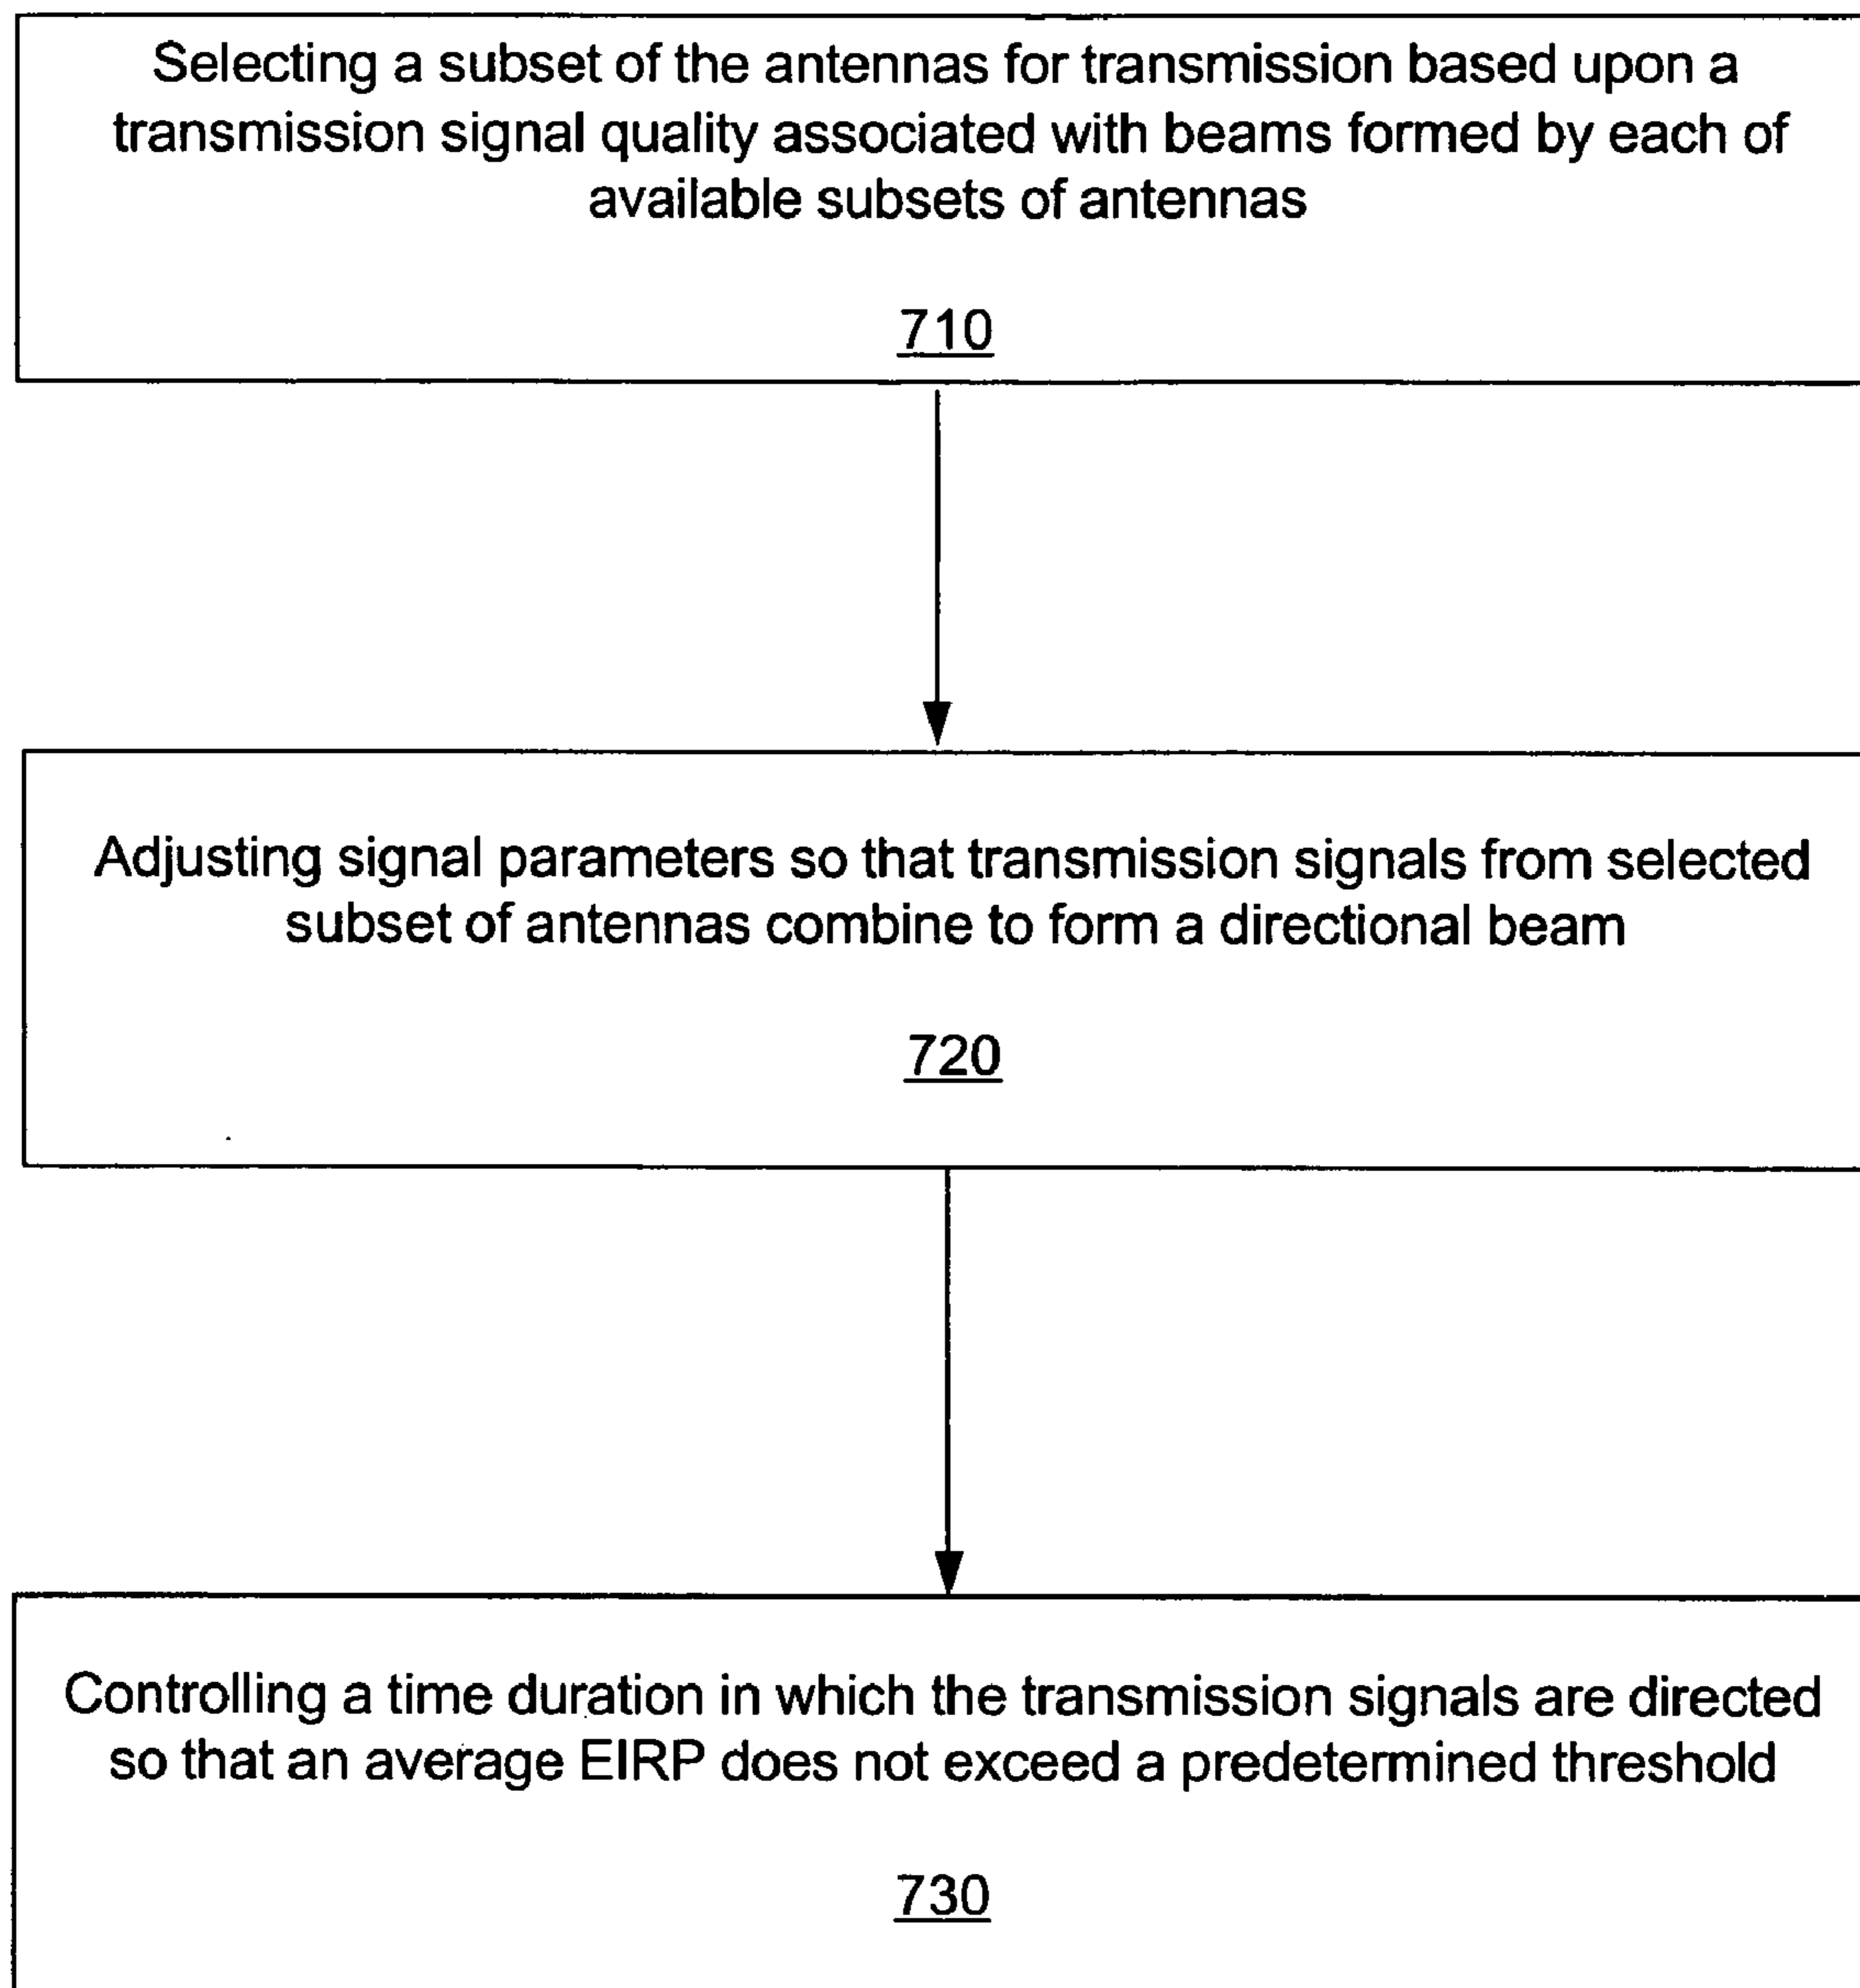 Selecting a subset of the antennas for transmission based upon a
transmission signal quality associated with beams formed by each of
available subsets of antennas
710
Adjusting signal parameters so that transmission signals from selected
subset of antennas combine to form a directional beam
720
Controlling a time duration in which the transmission signals are directed
so that an average EIRP does not exceed a predetermined threshold
730